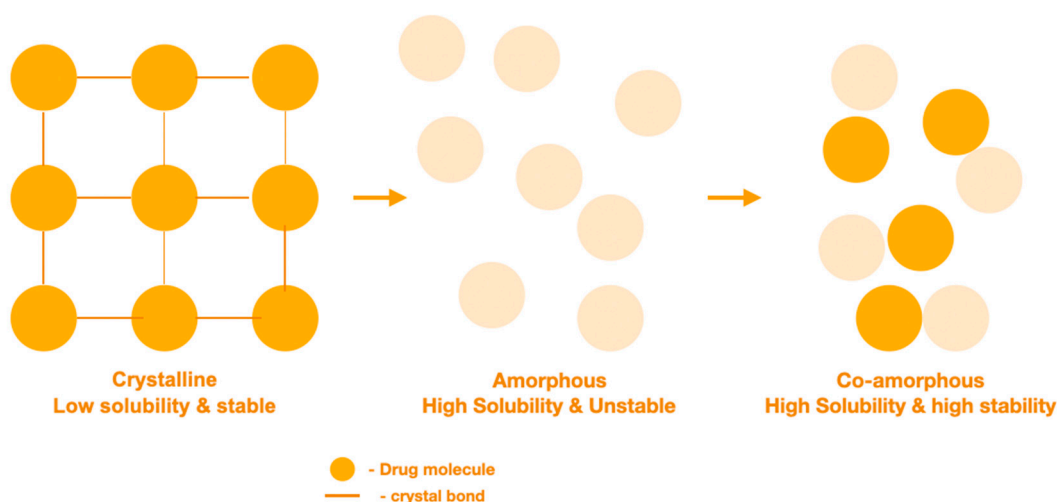 Crystalline
Low solubility & stable
Amorphous
High Solubility & Unstable
Co-amorphous
High Solubility & high stability
- Drug molecule
- crystal bond